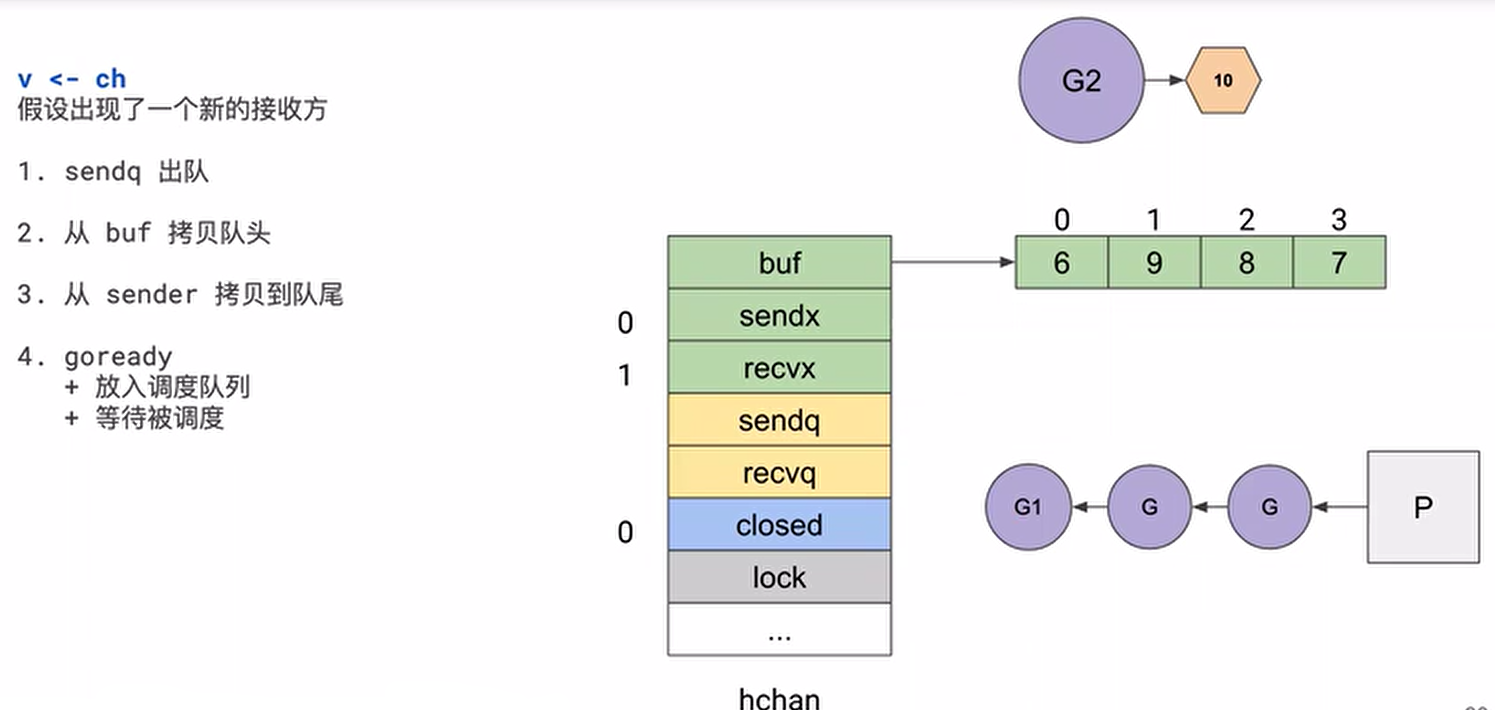 v <- ch
假设出现了一个新的接收方
1. sendq 出队
2. 从 buf 拷贝队头
3. 从 sender 拷贝到队尾
4. goready
+ 放入调度队列
+ 等待被调度
G2
10
0 1 2 3
buf
6 9 8 7
0
sendx
1
recvx
sendq
recvq
0
closed
lock
...
hchan
G1
G
G
P